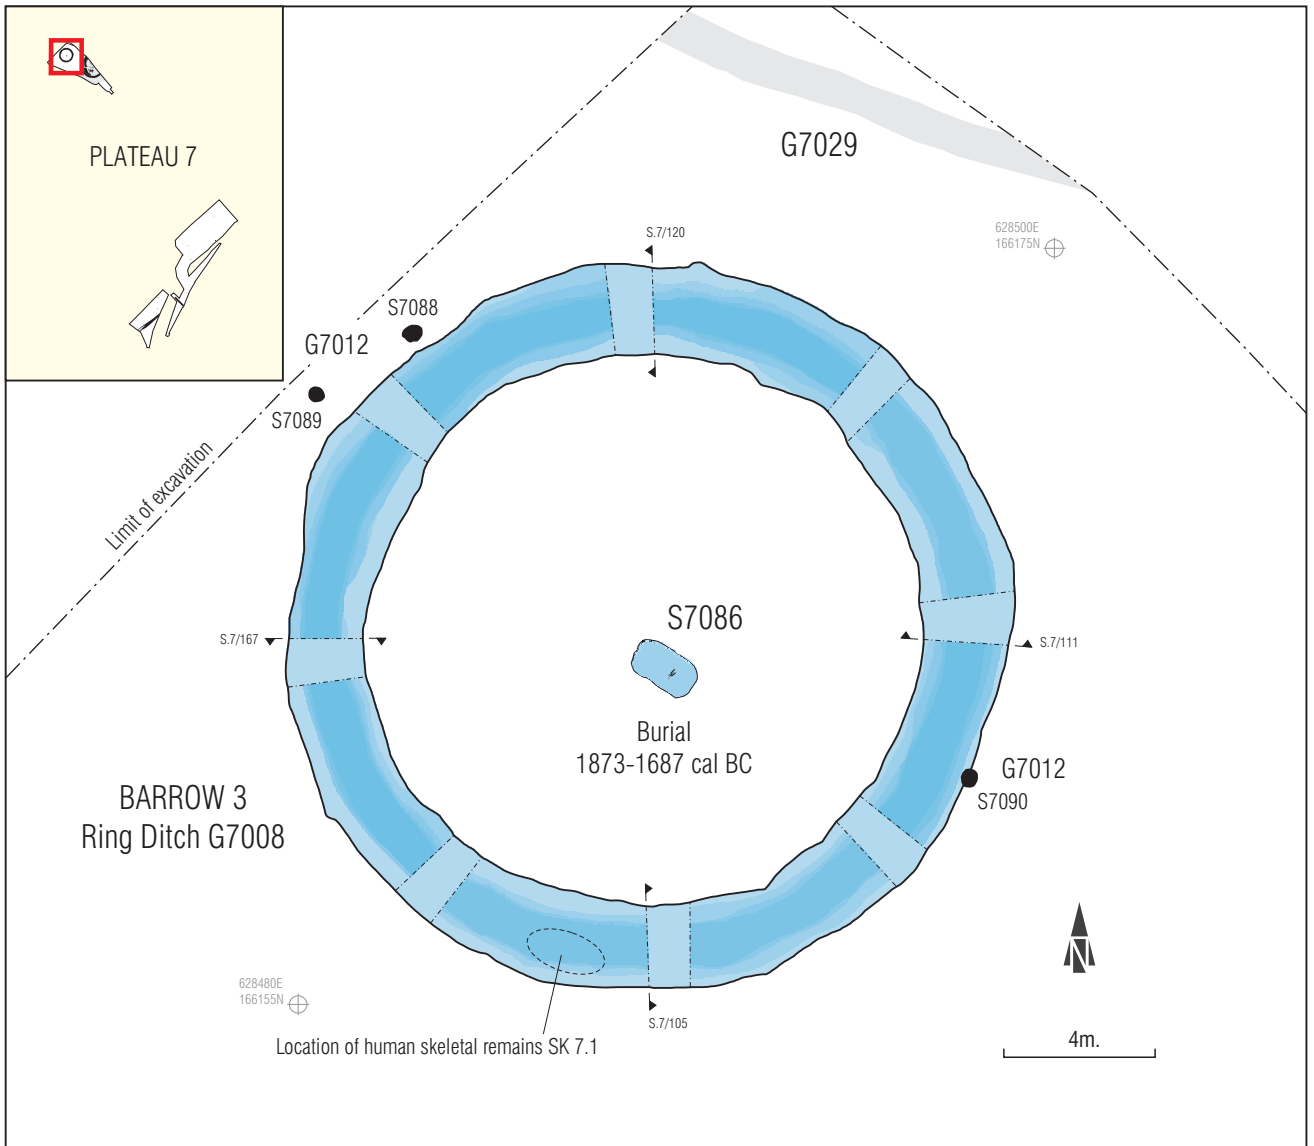 PLATEAU 7
G7029
628500E
166175N
S.7/120
S7088
G7012
S7089
Limit of excavation
S7086
S.7/167
S.7/111
Burial
1873-1687 cal BC
G7012
S7090
BARROW 3
Ring Ditch G7008
N
628480E
166155N
S.7/105
Location of human skeletal remains SK 7.1
4m.